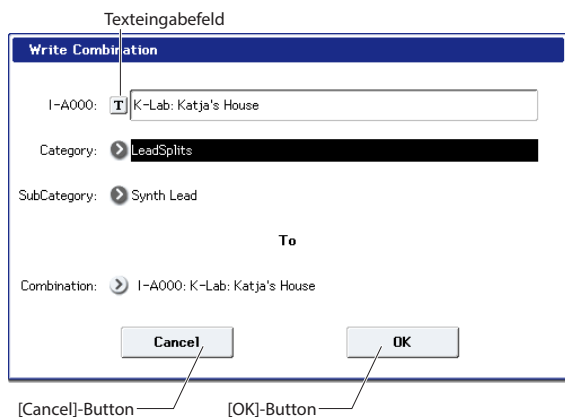 Texteingabefeld
Write Combination
I-A000: T K-Lab: Katja's House
Category: LeadSplits
SubCategory: Synth Lead
To
Combination: I-A000: K-Lab: Katja's House
Cancel OK
[Cancel]-Button [OK]-Button